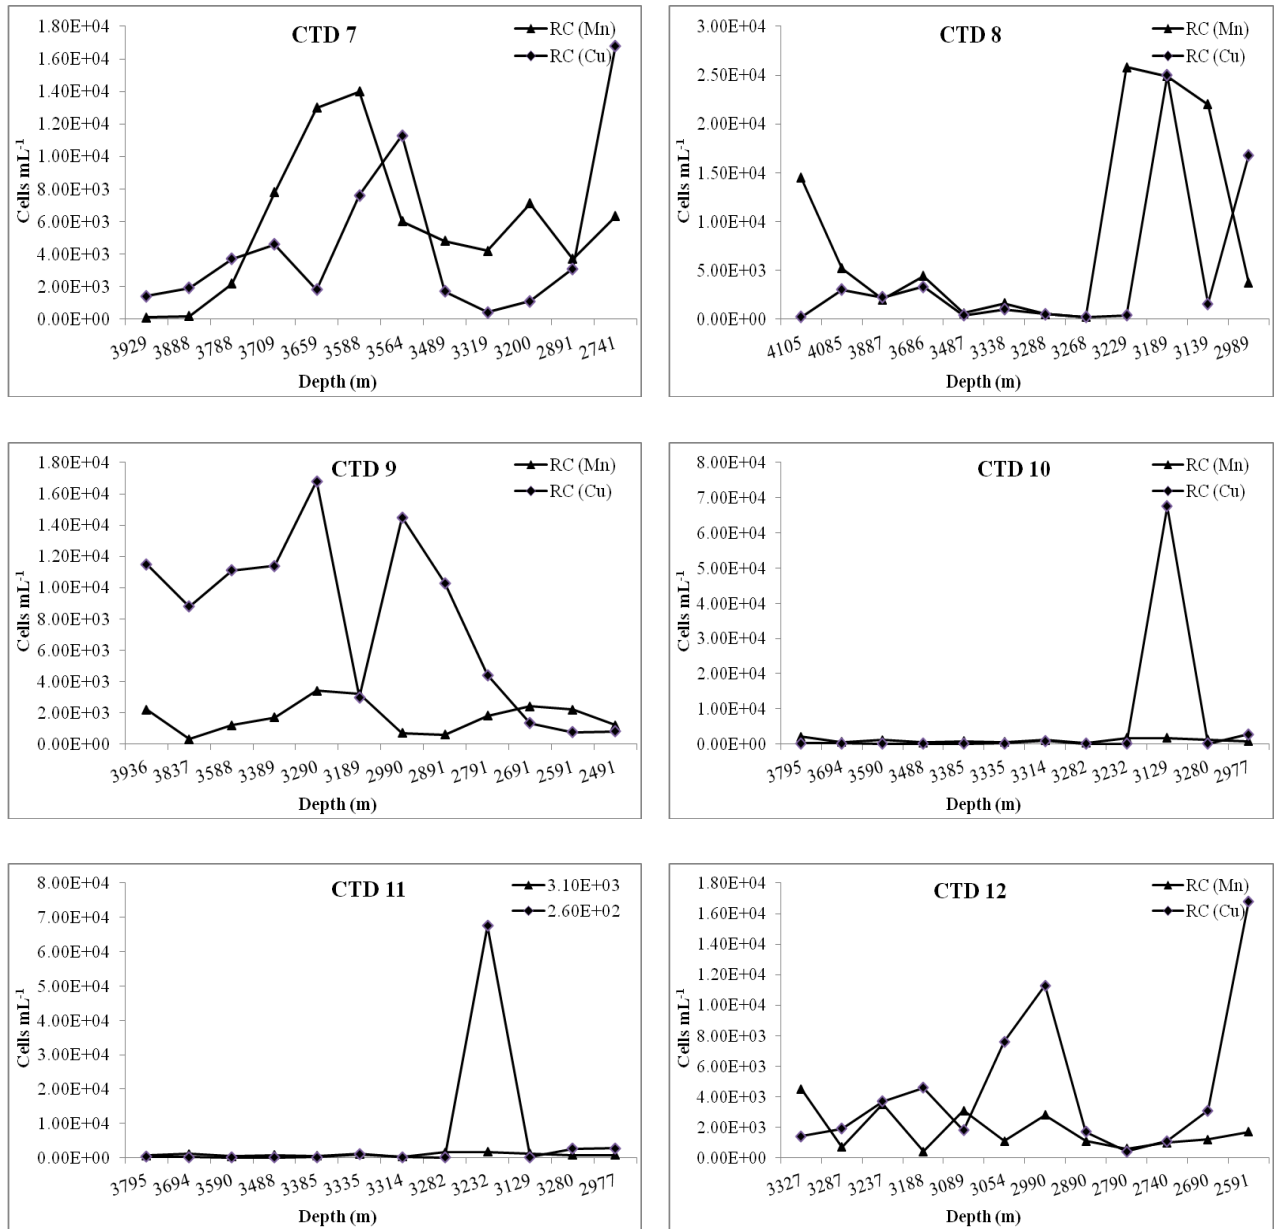 CTD 7
RC (Mn)
RC (Cu)
1.80E+04
1.60E+04
1.40E+04
1.20E+04
1.00E+04
8.00E+03
6.00E+03
4.00E+03
2.00E+03
0.00E+00
Cells mL-1
3929 3888 3788 3709 3659 3588 3564 3489 3319 3200 2891 2741
Depth (m)
CTD 8
RC (Mn)
RC (Cu)
3.00E+04
2.50E+04
2.00E+04
1.50E+04
1.00E+04
5.00E+03
0.00E+00
Cells mL-1
4105 4085 3887 3686 3487 3338 3288 3268 3229 3189 3139 2989
Depth (m)
CTD 9
RC (Mn)
RC (Cu)
1.80E+04
1.60E+04
1.40E+04
1.20E+04
1.00E+04
8.00E+03
6.00E+03
4.00E+03
2.00E+03
0.00E+00
Cells mL-1
3936 3837 3588 3389 3290 3189 2990 2891 2791 2691 2591 2491
Depth (m)
CTD 10
RC (Mn)
RC (Cu)
8.00E+04
7.00E+04
6.00E+04
5.00E+04
4.00E+04
3.00E+04
2.00E+04
1.00E+04
0.00E+00
Cells mL-1
3795 3694 3590 3488 3385 3335 3314 3282 3232 3129 3280 2977
Depth (m)
CTD 11
3.10E+03
2.60E+02
8.00E+04
7.00E+04
6.00E+04
5.00E+04
4.00E+04
3.00E+04
2.00E+04
1.00E+04
0.00E+00
Cells mL-1
3795 3694 3590 3488 3385 3335 3314 3282 3232 3129 3280 2977
Depth (m)
CTD 12
RC (Mn)
RC (Cu)
1.80E+04
1.60E+04
1.40E+04
1.20E+04
1.00E+04
8.00E+03
6.00E+03
4.00E+03
2.00E+03
0.00E+00
Cells mL-1
3327 3287 3237 3188 3089 3054 2990 2890 2790 2740 2690 2591
Depth (m)